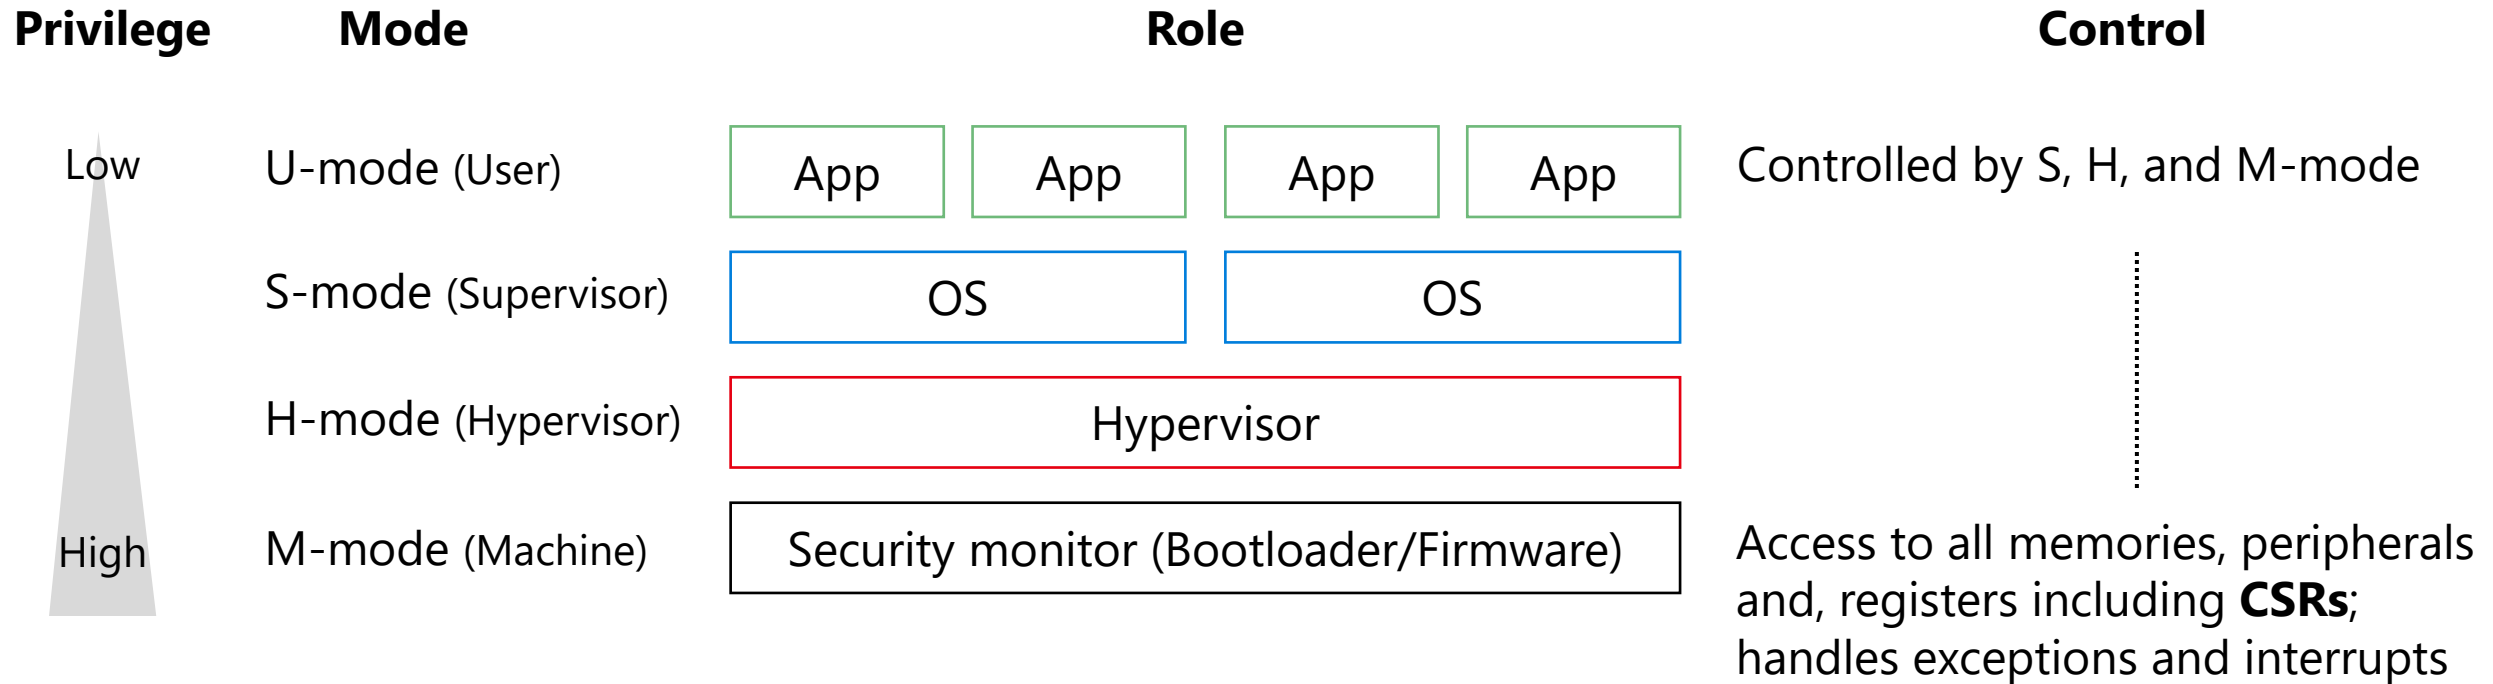 Privilege Mode Role Control
Low U-mode (User) App App App App Controlled by S, H, and M-mode
S-mode (Supervisor) OS OS
H-mode (Hypervisor) Hypervisor
High M-mode (Machine) Security monitor (Bootloader/Firmware) Access to all memories, peripherals
and, registers including CSRs;
handles exceptions and interrupts